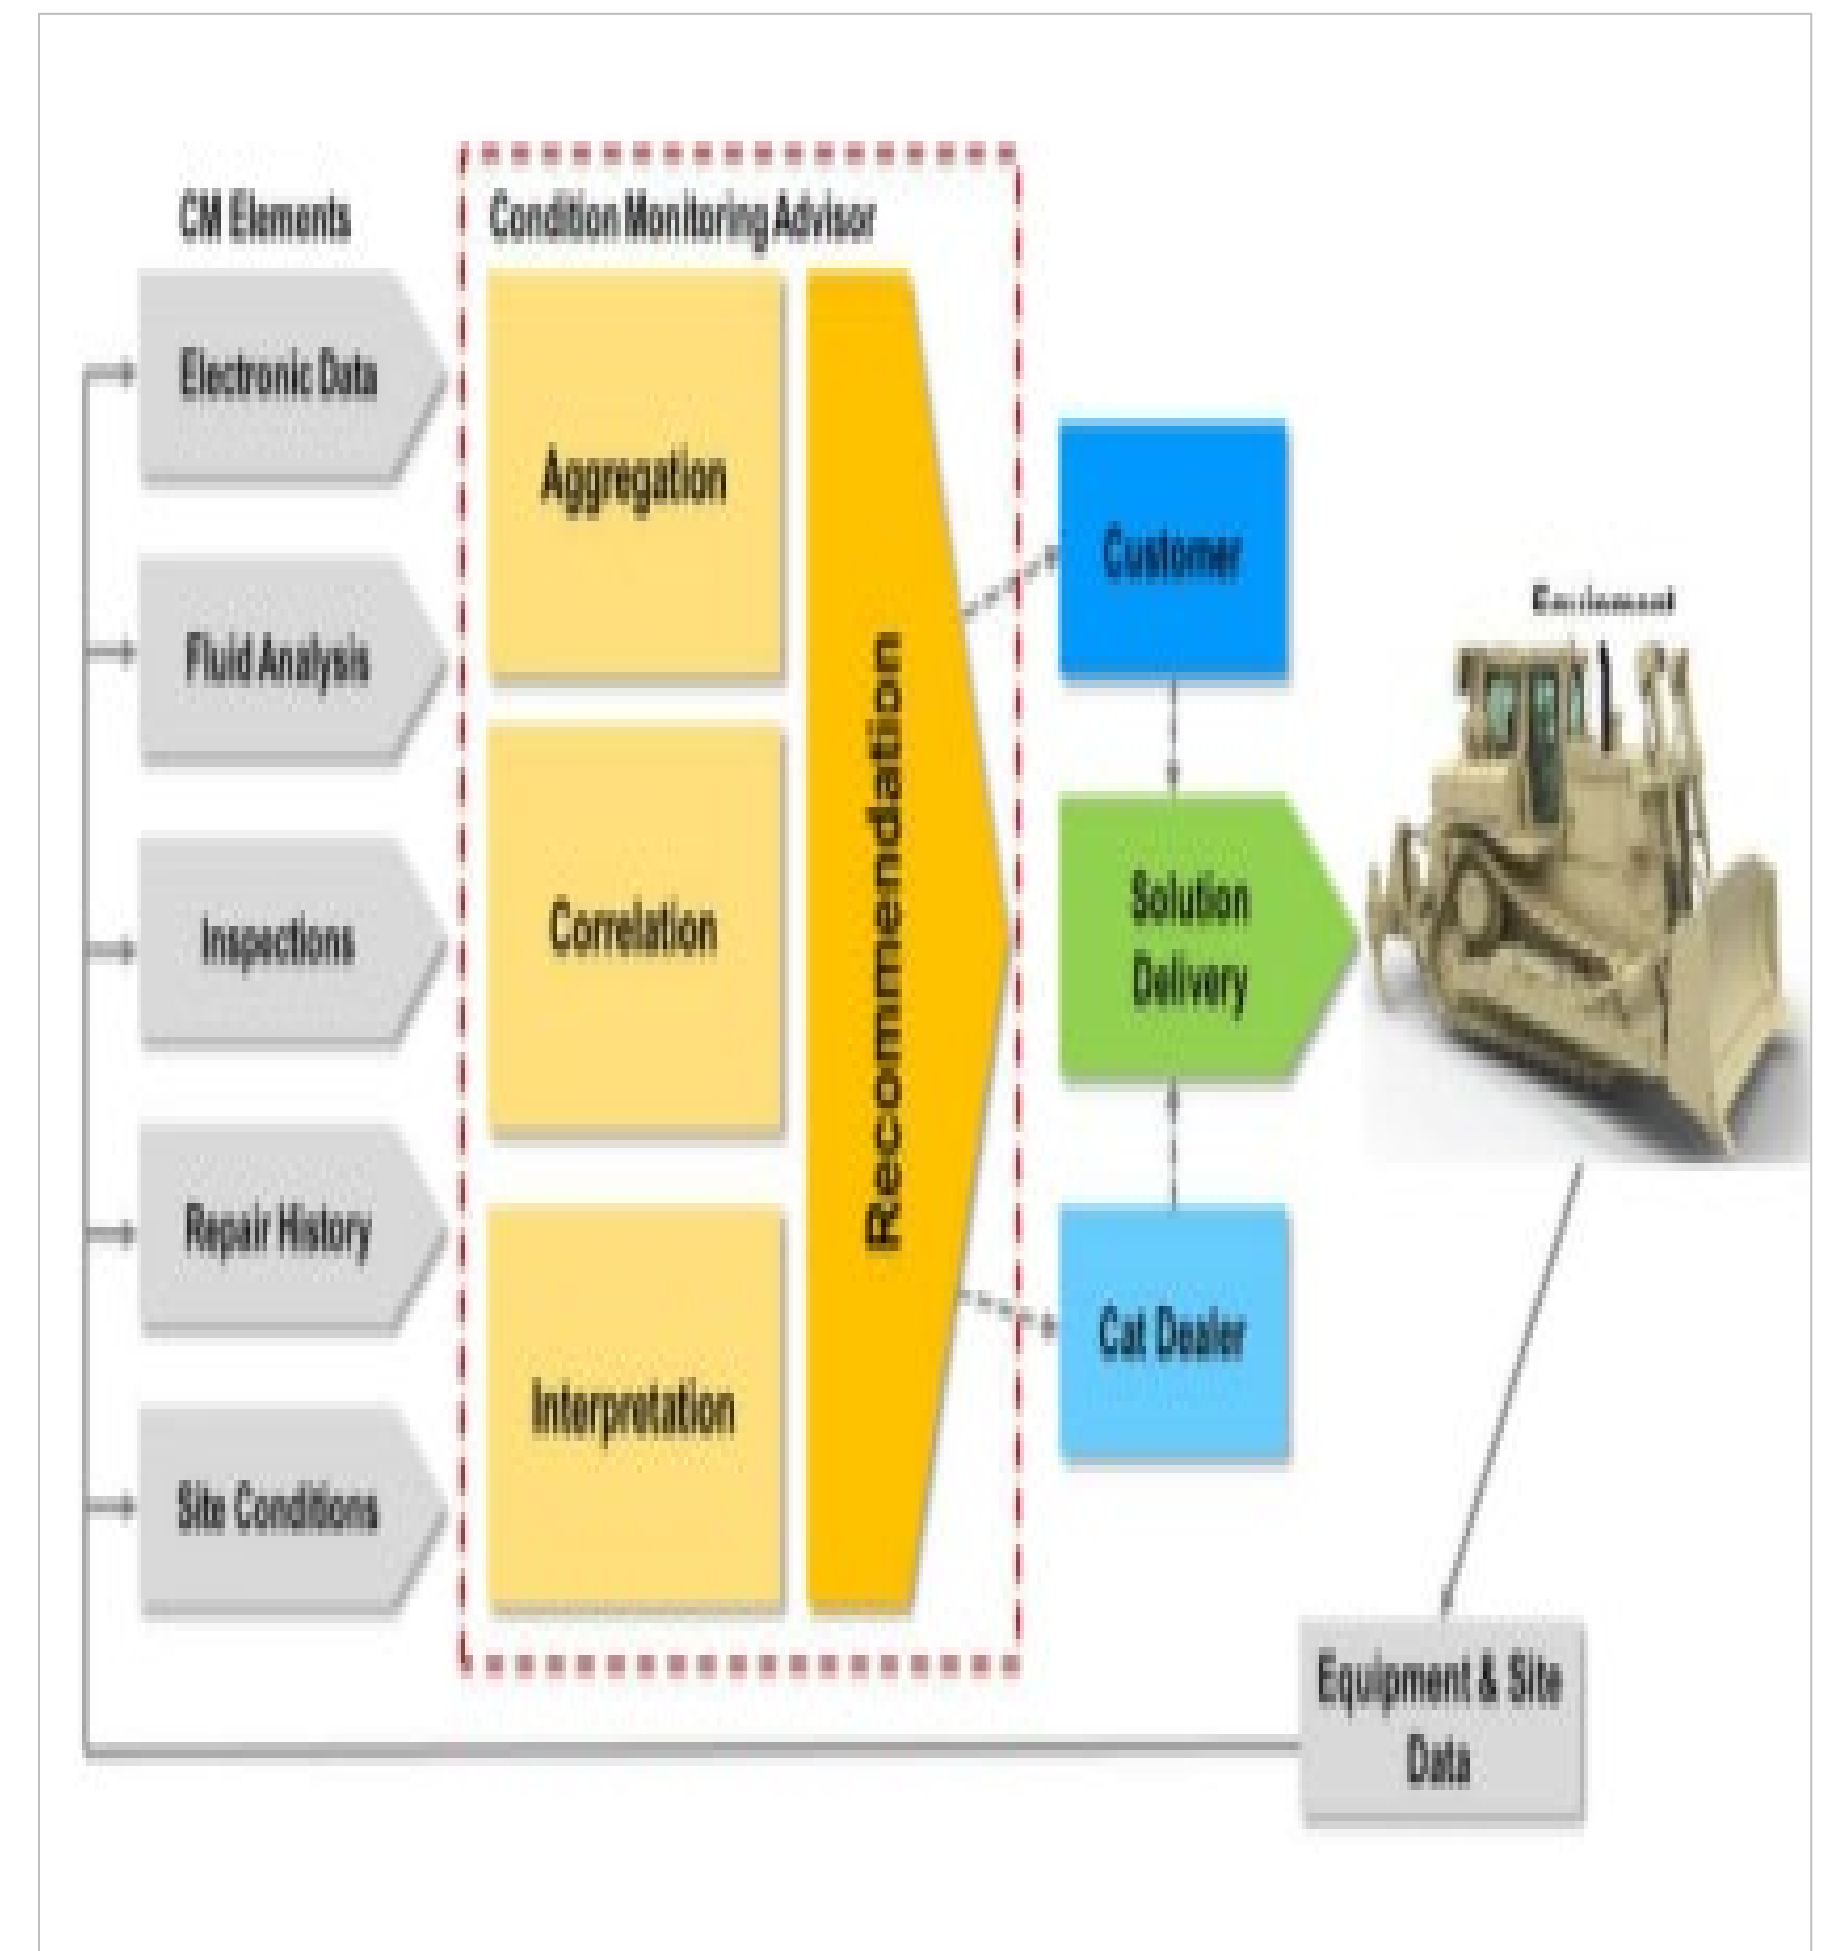 CM Elements
Condition Monitoring Advisor
Electronic Data
Fluid Analysis
Inspections
Repair History
Site Conditions
Aggregation
Correlation
Interpretation
Recommendation
Customer
Solution
Delivery
Cat Dealer
Equipment
Equipment & Site
Data